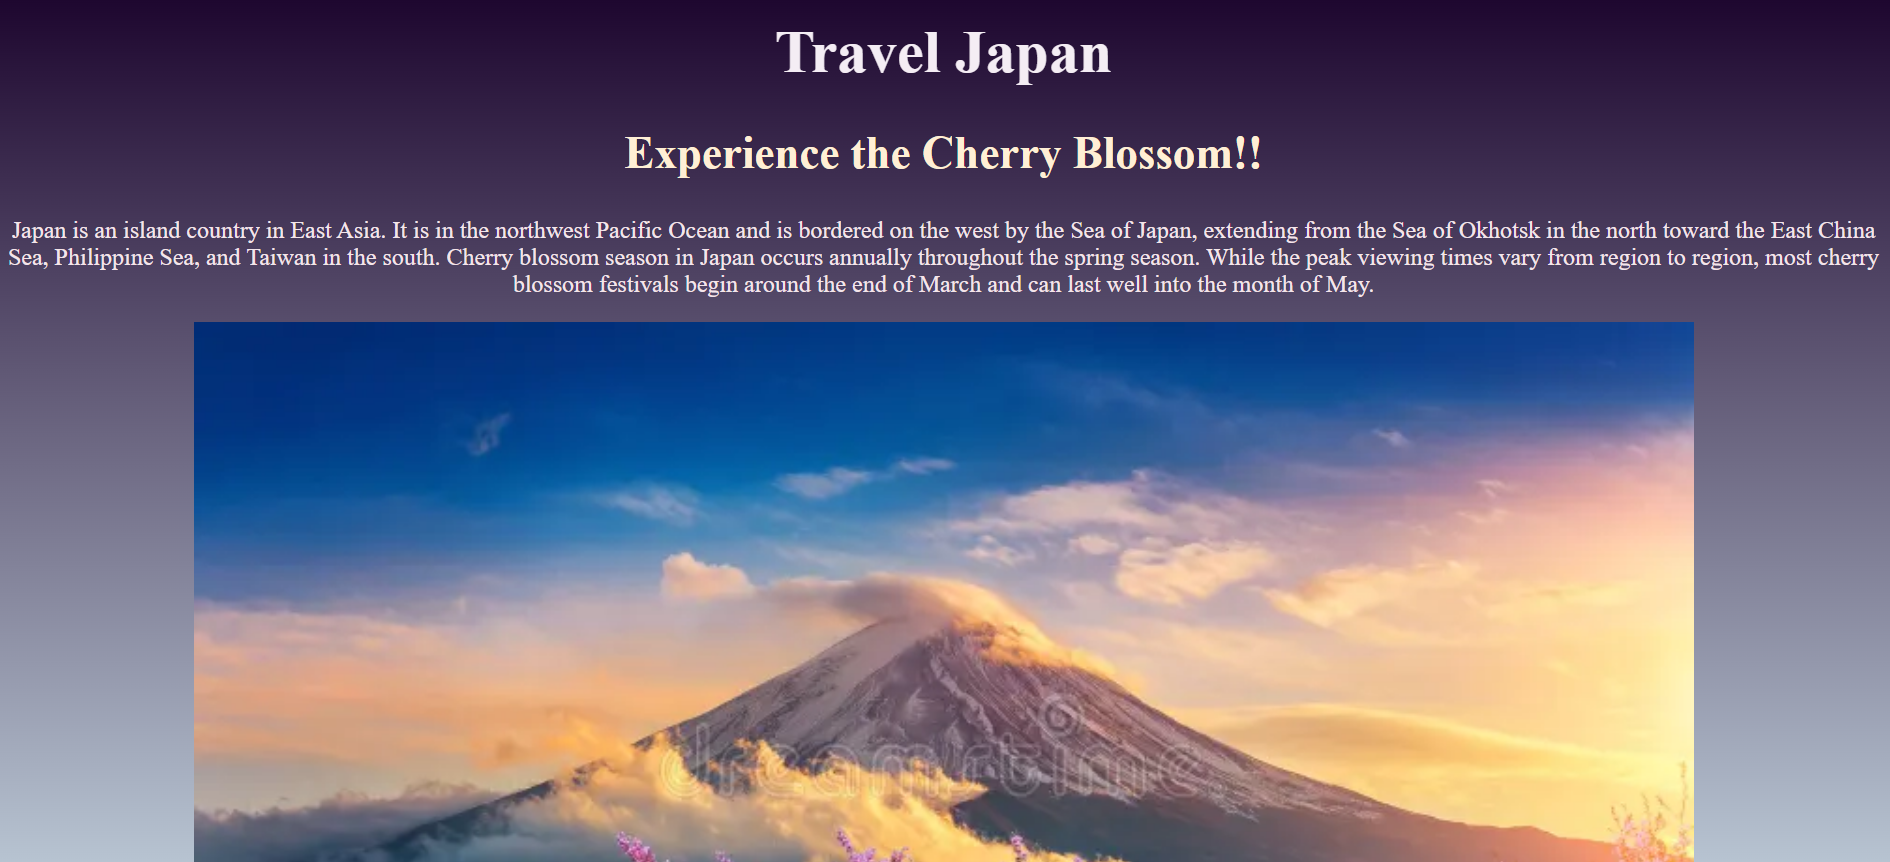 Travel Japan
Experience the Cherry Blossom!!
Japan is an island country in East Asia. It is in the northwest Pacific Ocean and is bordered on the west by the Sea of Japan, extending from the Sea of Okhotsk in the north toward the East China
Sea, Philippine Sea, and Taiwan in the south. Cherry blossom season in Japan occurs annually throughout the spring season. While the peak viewing times vary from region to region, most cherry
blossom festivals begin around the end of March and can last well into the month of May.
dreamstime